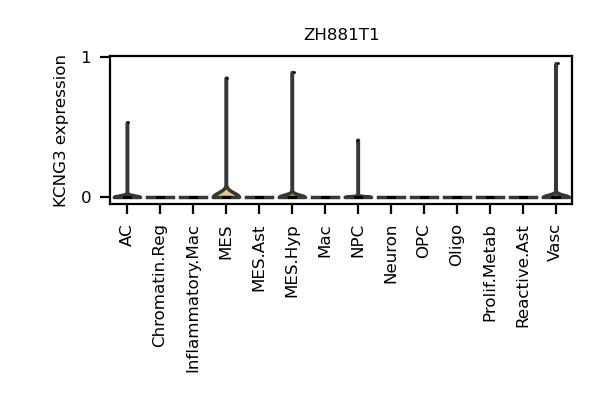 ZH881T1
KCNG3 expression
1
0
AC
Chromatin.Reg
Inflammatory.Mac
MES
MES.Ast
MES.Hyp
Mac
NPC
Neuron
OPC
Oligo
Prolif.Metab
Reactive.Ast
Vasc